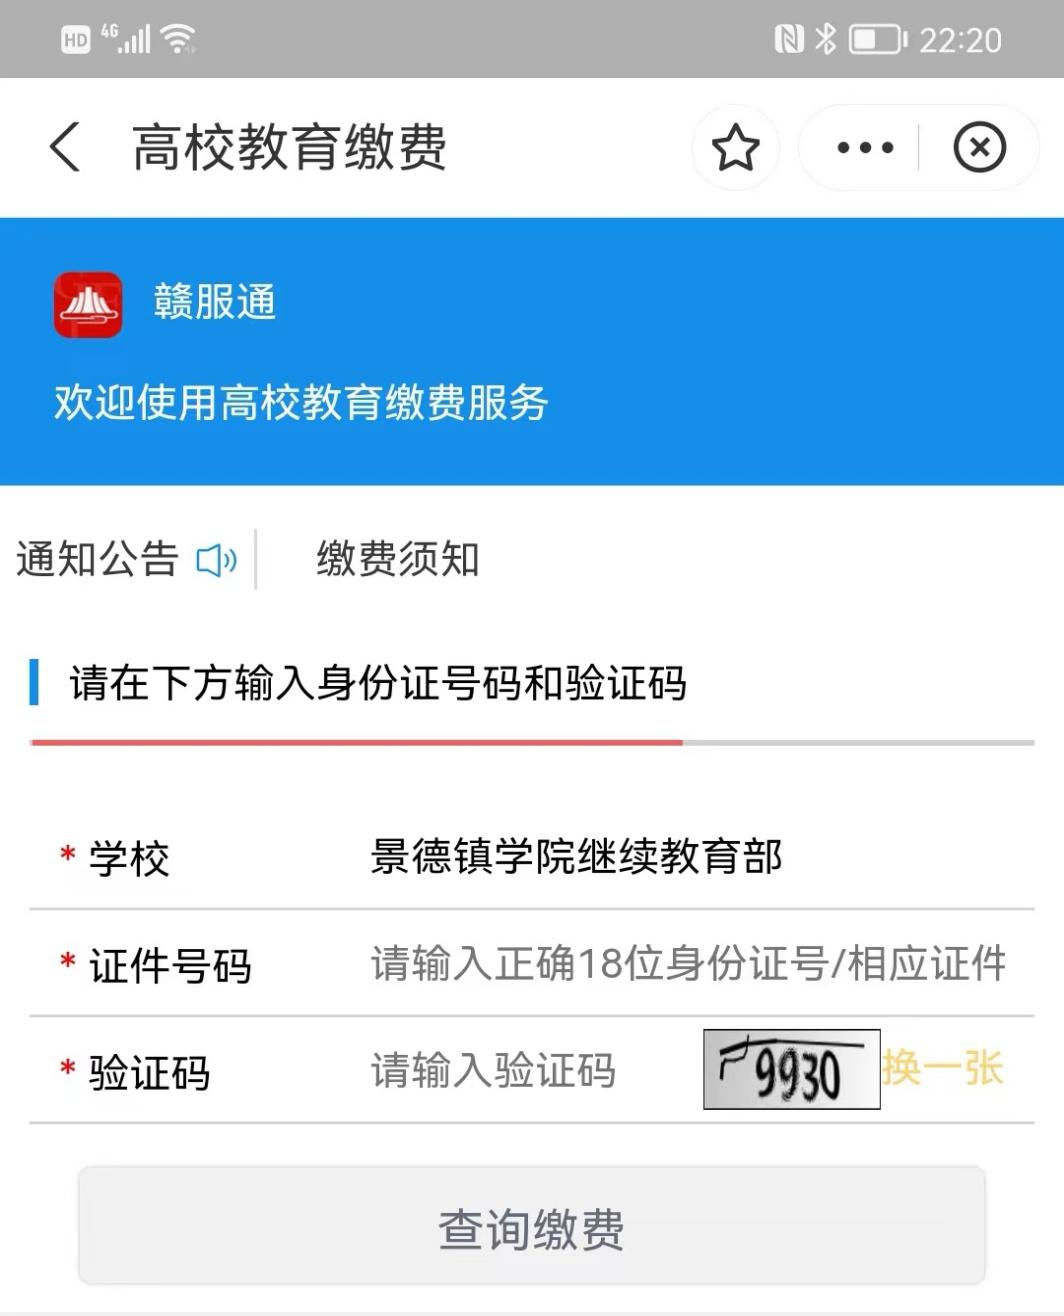 HD 4G 22:20
高校教育缴费
赣服通
欢迎使用高校教育缴费服务
通知公告 缴费须知
请在下方输入身份证号码和验证码
* 学校 景德镇学院继续教育部
* 证件号码 请输入正确18位身份证号/相应证件
* 验证码 请输入验证码 9930 换一张
查询缴费